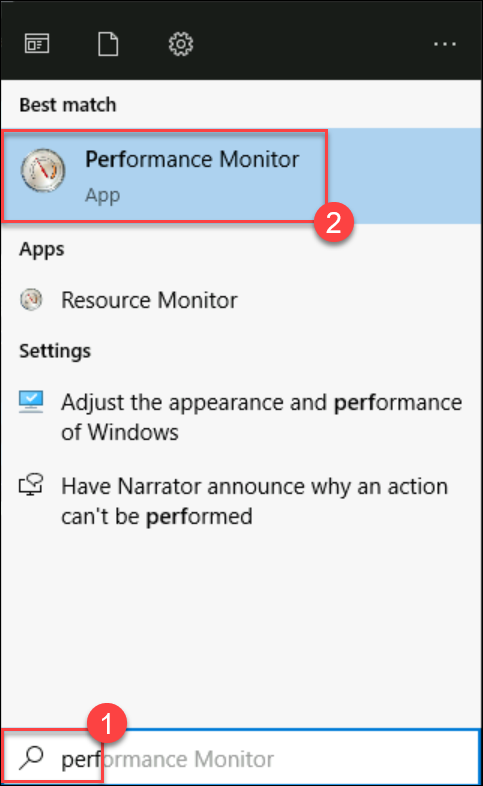 ...
Best match
Performance Monitor
App
2
Apps
Resource Monitor
Settings
Adjust the appearance and performance
of Windows
Have Narrator announce why an action
can't be performed
1
performance Monitor